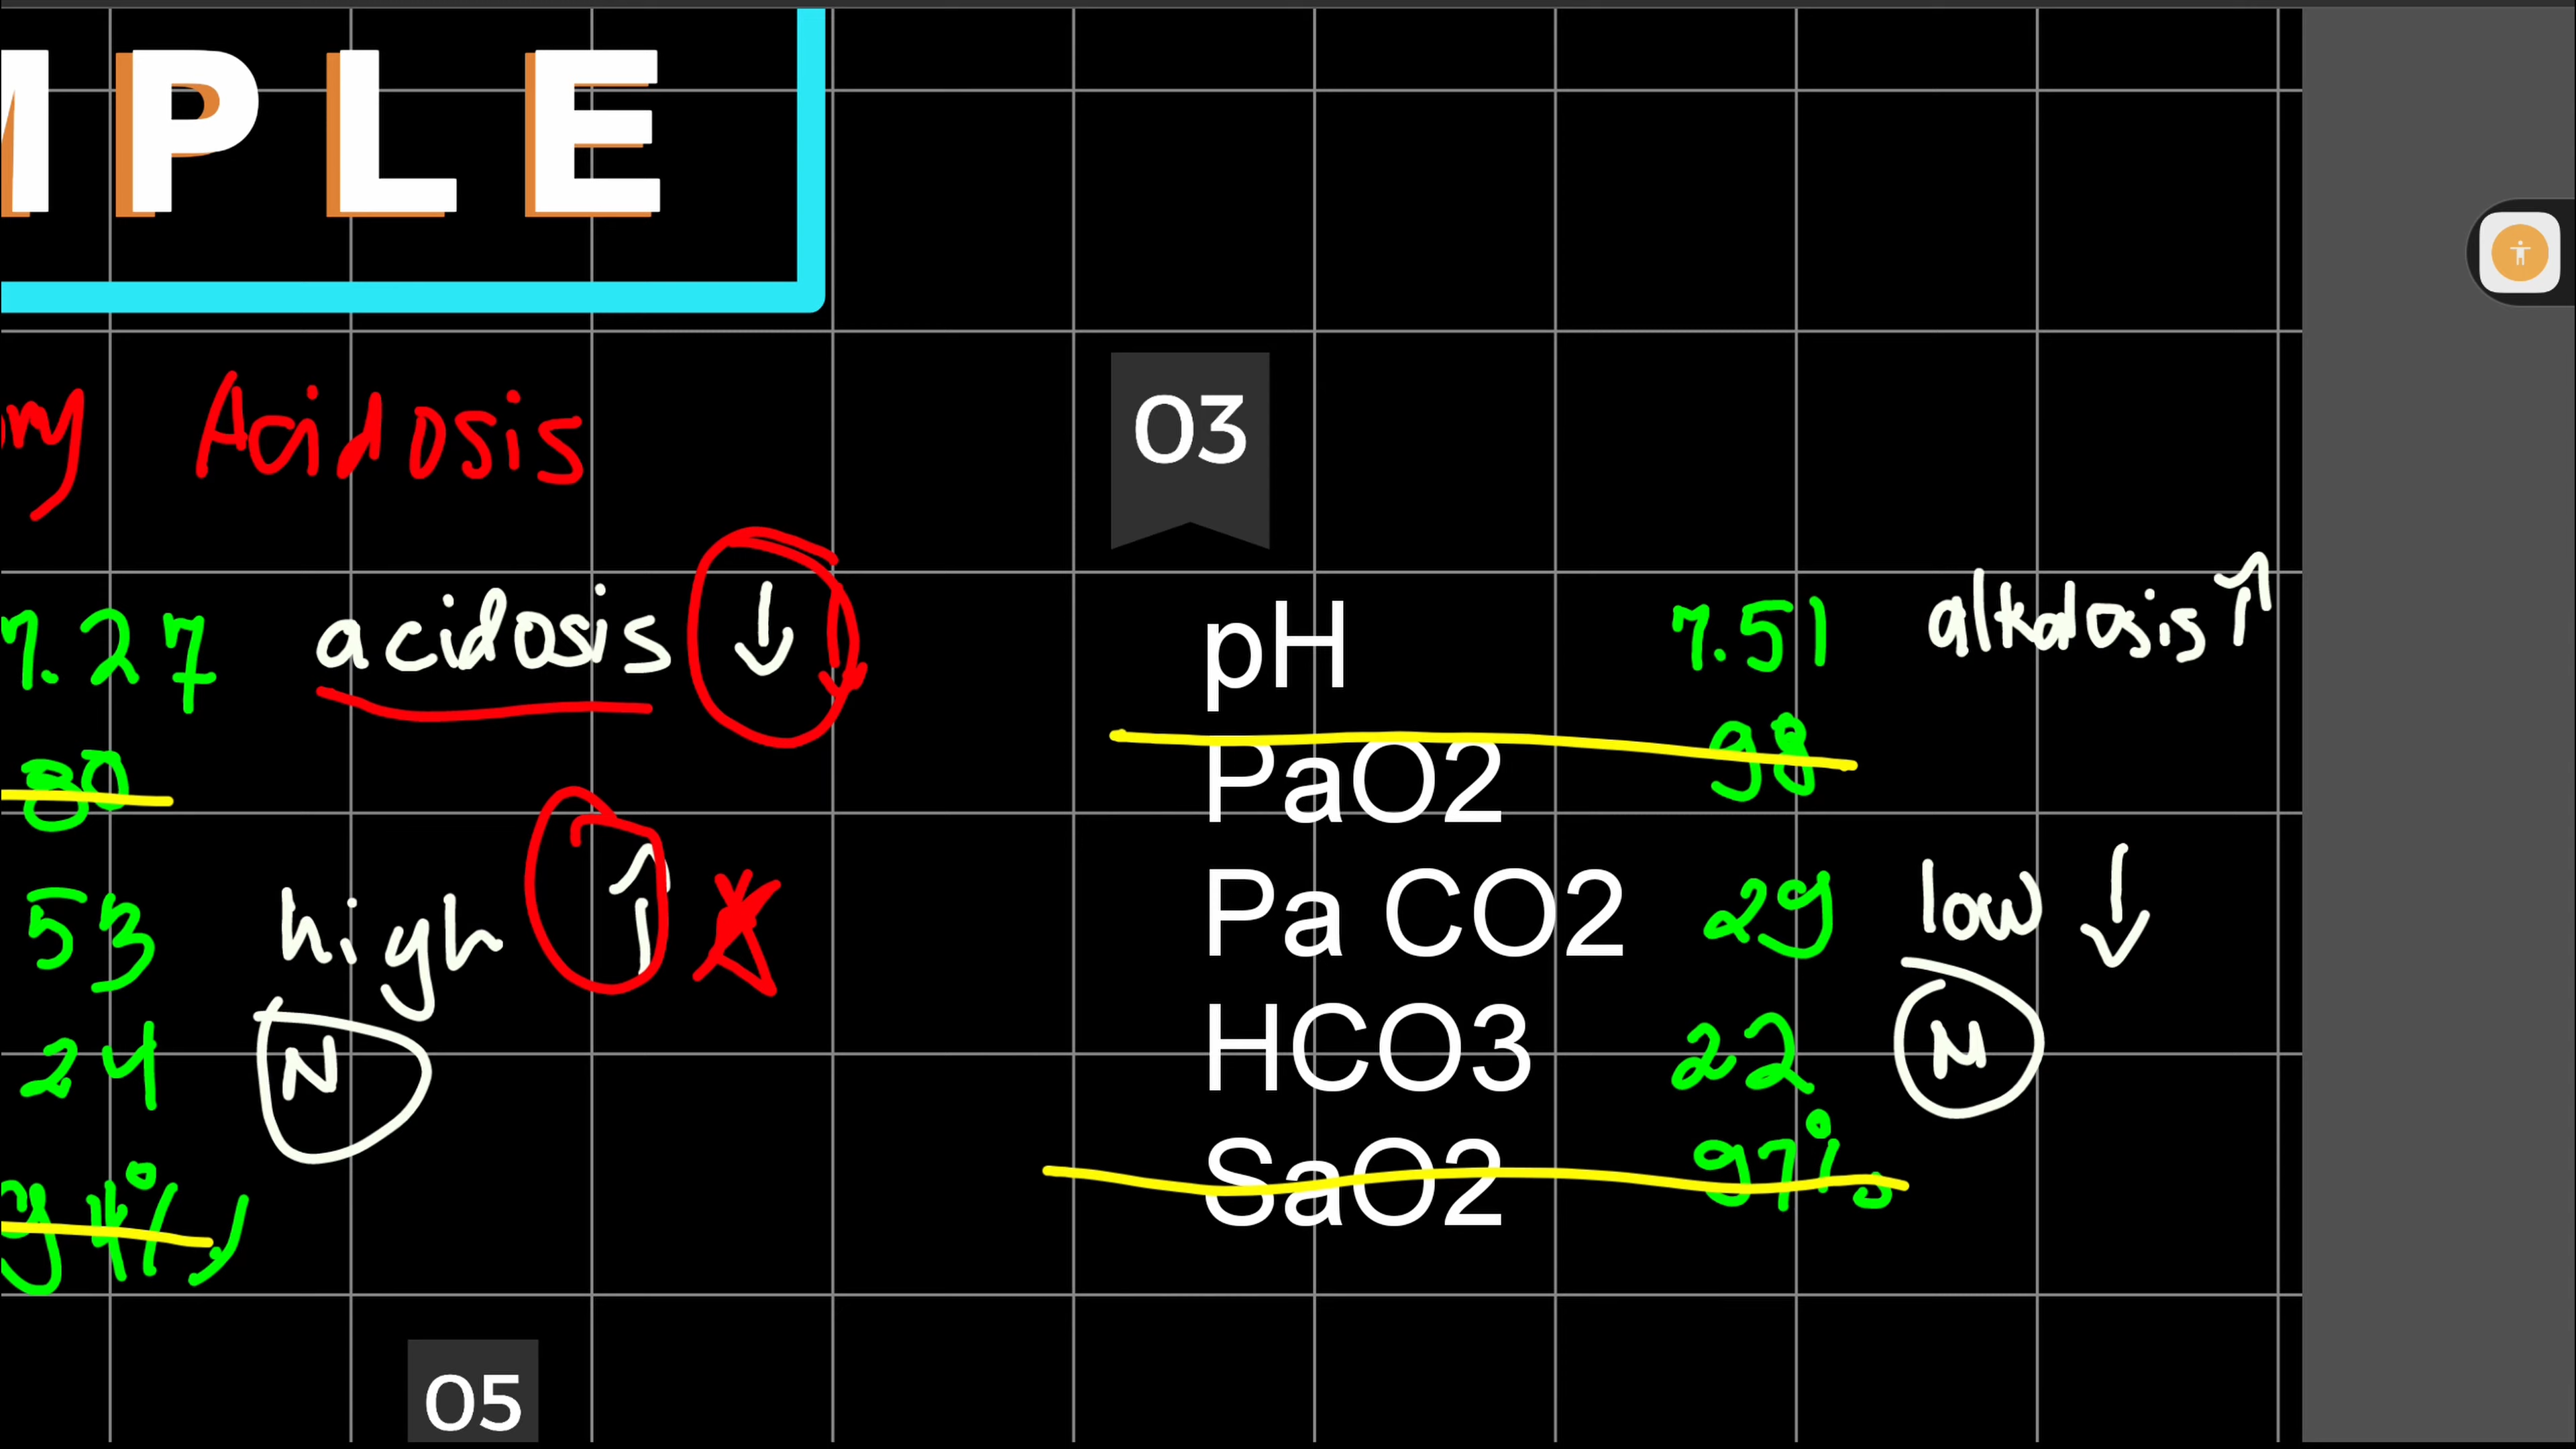 MPLE
Acidosis
7.27 acidosis ↓
80
53 high ↑
24 N
94%
03
pH 7.51 alkalosis ↑
PaO2 98
Pa CO2 29 low ↓
HCO3 22 N
SaO2 97%
05